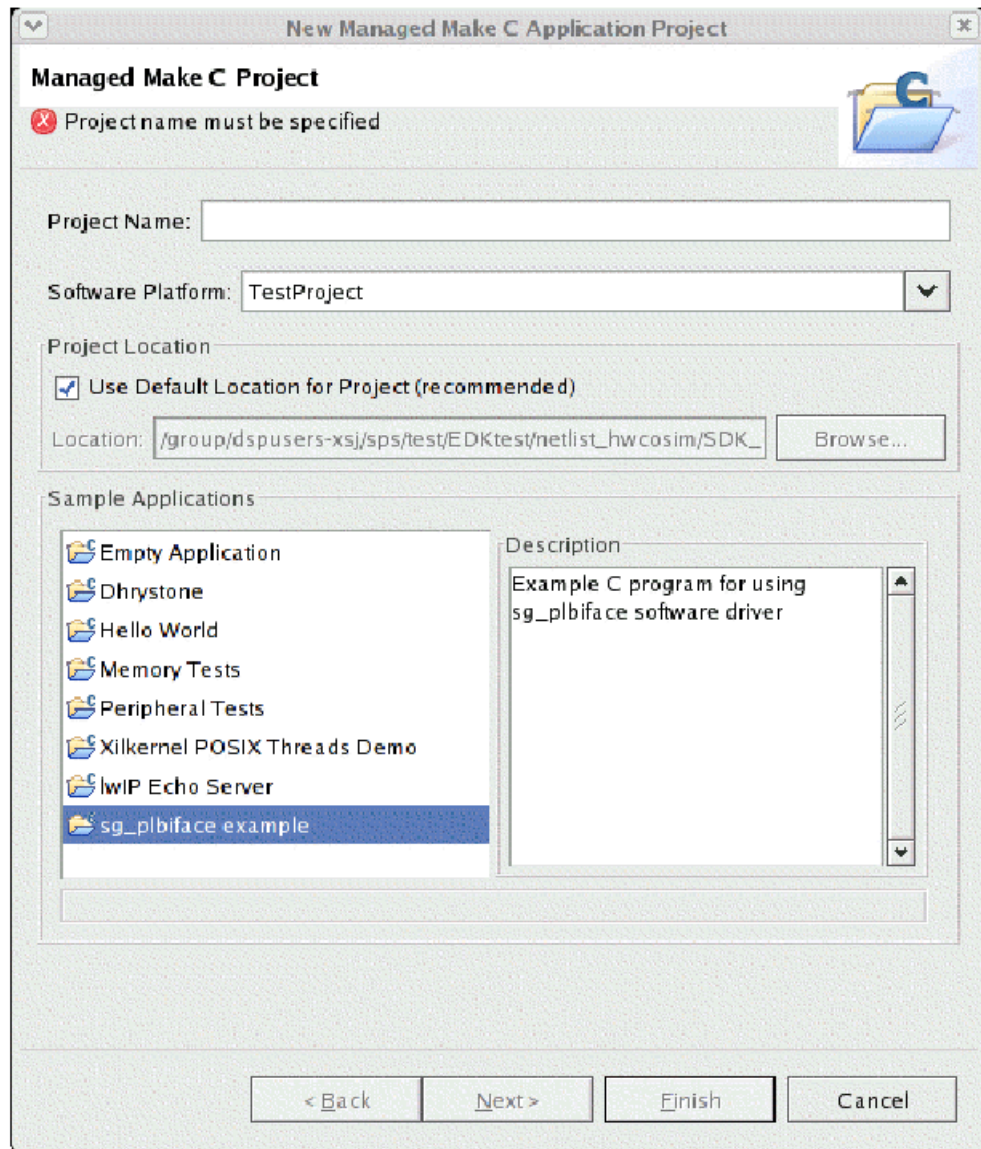 New Managed Make C Application Project
Managed Make C Project
Project name must be specified
Project Name:
Software Platform: TestProject
Project Location
Use Default Location for Project (recommended)
Location: /group/dspusers-xsj/sps/test/EDKtest/netlist_hwcosim/SDK_
Browse...
Sample Applications
Empty Application
Dhrystone
Hello World
Memory Tests
Peripheral Tests
Xilkernel POSIX Threads Demo
lwIP Echo Server
sg_plbiface example
Description
Example C program for using
sg_plbiface software driver
< Back
Next >
Finish
Cancel